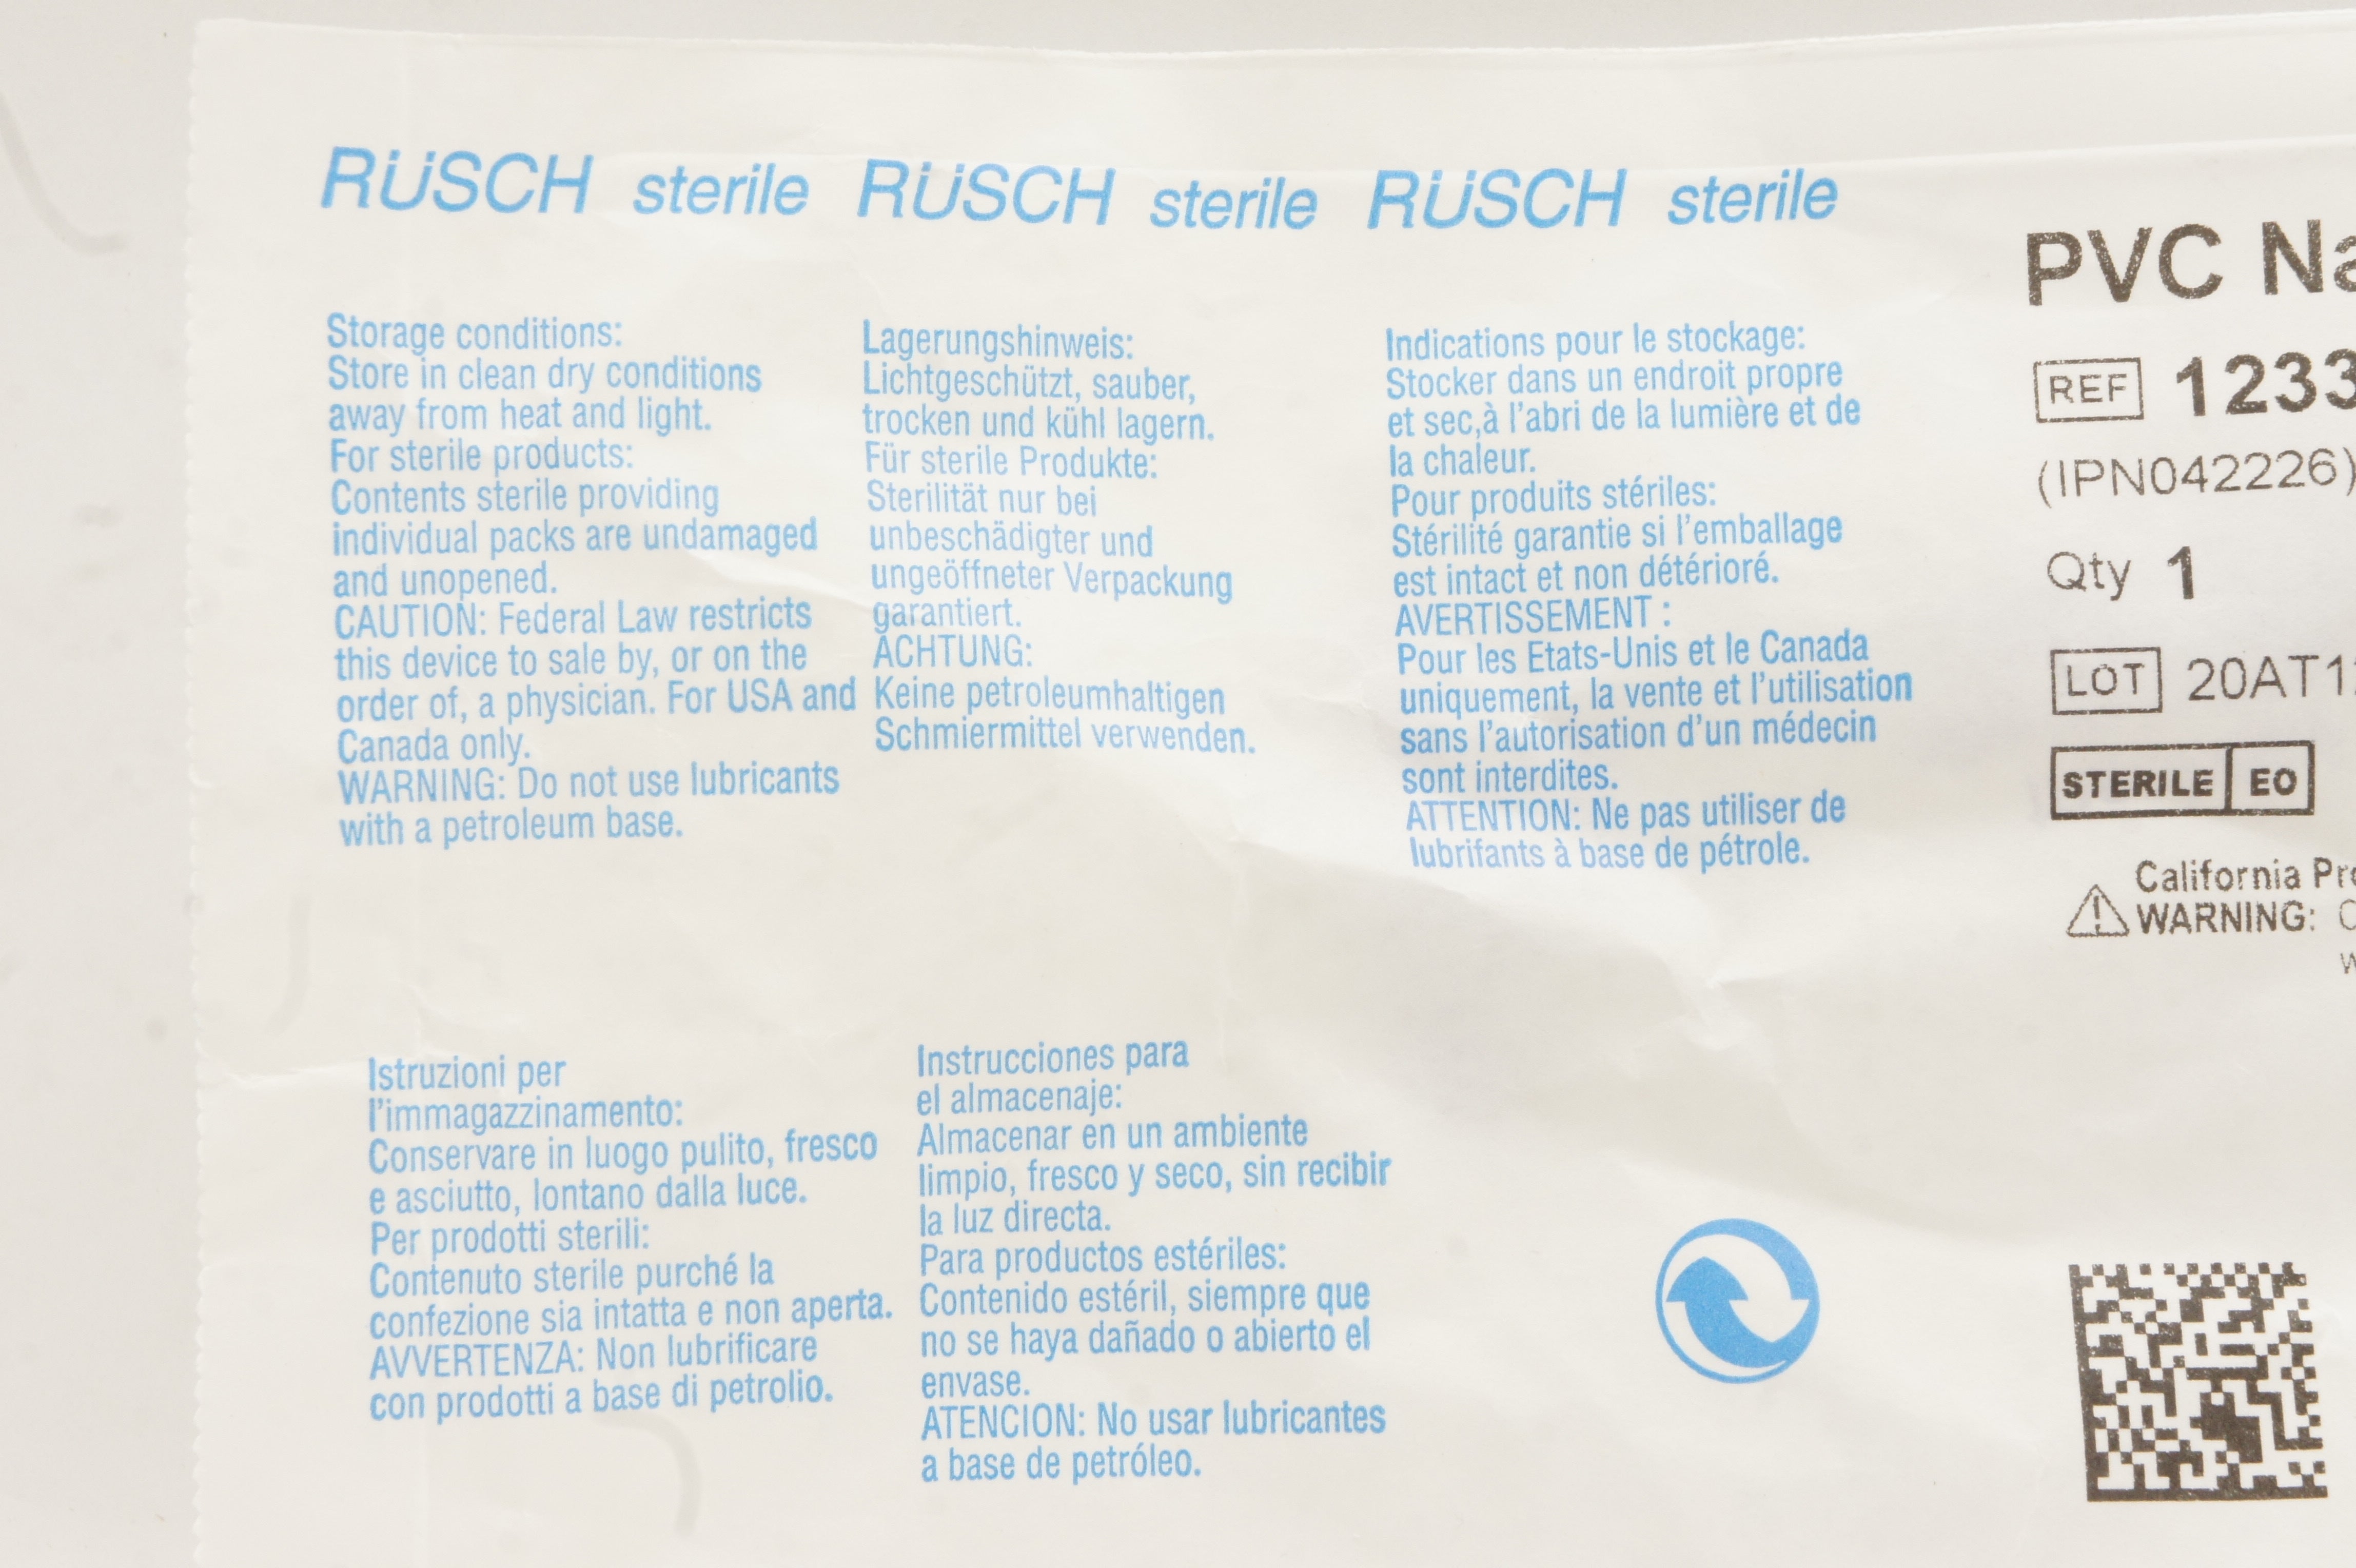 RÜSCH sterile RÜSCH sterile RÜSCH sterile
Storage conditions:
Store in clean dry conditions
away from heat and light.
For sterile products:
Contents sterile providing
individual packs are undamaged
and unopened.
CAUTION: Federal Law restricts
this device to sale by, or on the
order of, a physician. For USA and
Canada only.
WARNING: Do not use lubricants
with a petroleum base.
Lagerungshinweis:
Lichtgeschützt, sauber,
trocken und kühl lagern.
Für sterile Produkte:
Sterilität nur bei
unbeschädigter und
ungeöffneter Verpackung
garantiert.
ACHTUNG:
Keine petroleumhaltigen
Schmiermittel verwenden.
Indications pour le stockage:
Stocker dans un endroit propre
et sec,à l'abri de la lumière et de
la chaleur.
Pour produits stériles:
Stérilité garantie si l'emballage
est intact et non détérioré.
AVERTISSEMENT :
Pour les Etats-Unis et le Canada
uniquement, la vente et l'utilisation
sans l'autorisation d'un médecin
sont interdites.
ATTENTION: Ne pas utiliser de
lubrifants à base de pétrole.
Istruzioni per
l'immagazzinamento:
Conservare in luogo pulito, fresco
e asciutto, lontano dalla luce.
Per prodotti sterili:
Contenuto sterile purché la
confezione sia intatta e non aperta.
AVVERTENZA: Non lubrificare
con prodotti a base di petrolio.
Instrucciones para
el almacenaje:
Almacenar en un ambiente
limpio, fresco y seco, sin recibir
la luz directa.
Para productos estériles:
Contenido estéril, siempre que
no se haya dañado o abierto el
envase.
ATENCION: No usar lubricantes
a base de petróleo.
PVC Na
REF 1233
(IPN042226)
Qty 1
LOT 20AT1
STERILE EO
California Pr
WARNING: